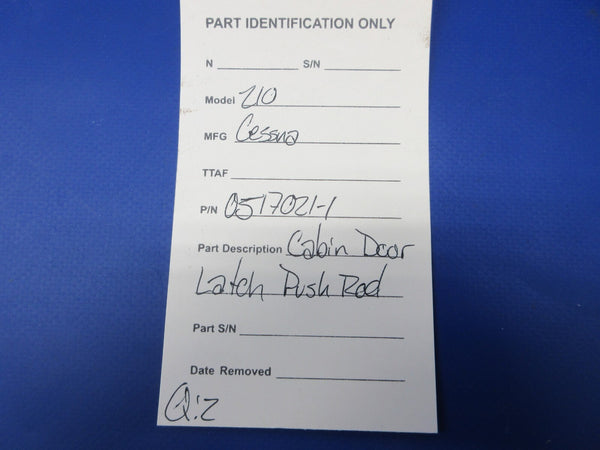 PART IDENTIFICATION ONLY
N S/N
Model 210
MFG Cessna
TTAF
P/N 0517021-1
Part Description Cabin Door
Latch Push Rod
Part S/N
Date Removed
Q:2